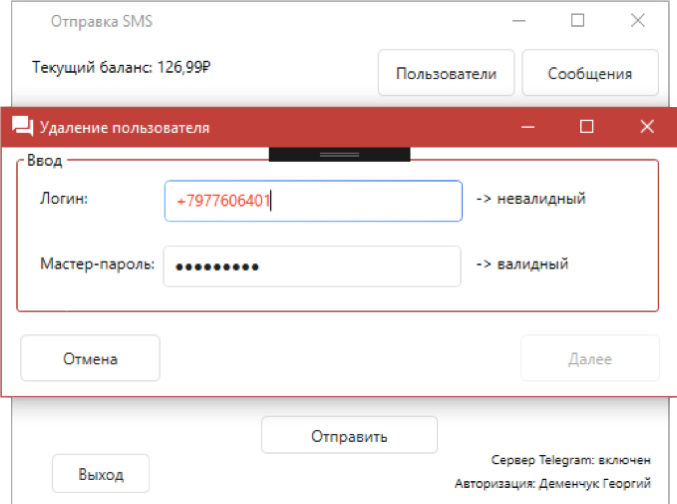 Отправка SMS
Текущий баланс: 126,99₽
Пользователи
Сообщения
Удаление пользователя
Ввод
Логин: +7977606401 -> невалидный
Мастер-пароль: ●●●●●●●●● -> валидный
Отмена
Далее
Отправить
Выход
Сервер Telegram: включен
Авторизация: Деменчук Георгий